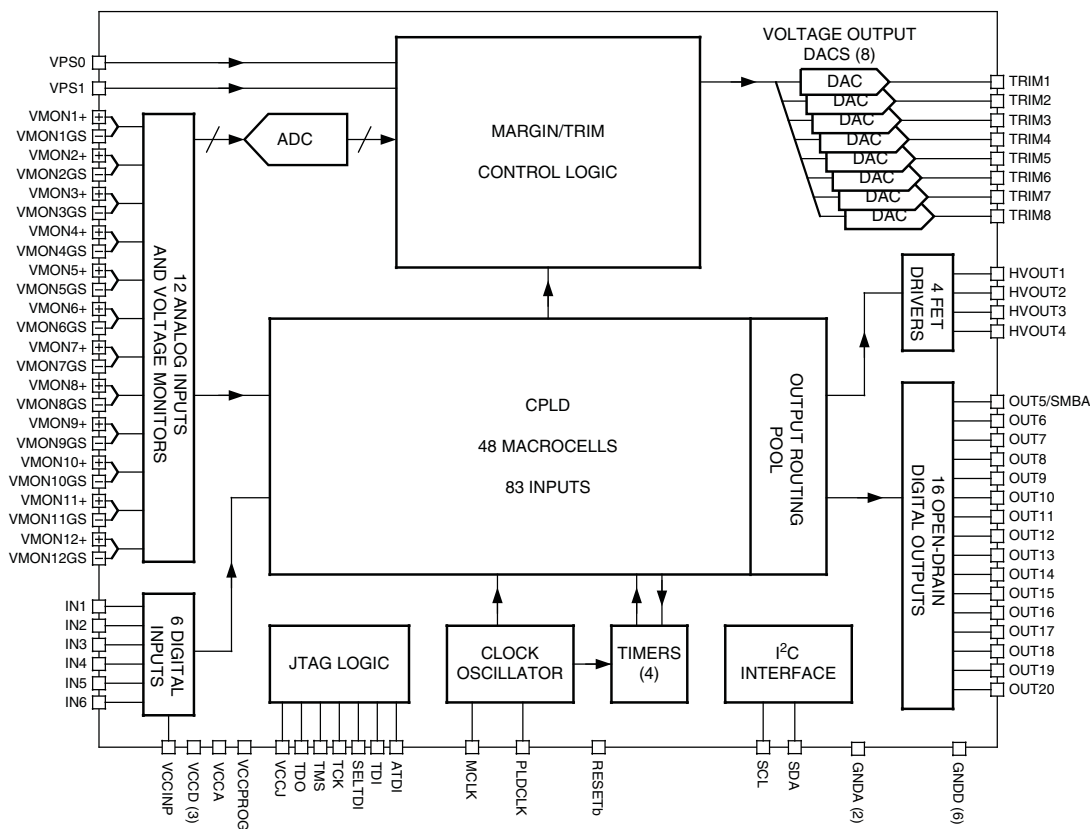 VOLTAGE OUTPUT
DACS (8)
VPS0
VPS1
VMON1+
VMON1GS
VMON2+
VMON2GS
VMON3+
VMON3GS
VMON4+
VMON4GS
VMON5+
VMON5GS
VMON6+
VMON6GS
VMON7+
VMON7GS
VMON8+
VMON8GS
VMON9+
VMON9GS
VMON10+
VMON10GS
VMON11+
VMON11GS
VMON12+
VMON12GS
12 ANALOG INPUTS
AND VOLTAGE MONITORS
ADC
MARGIN/TRIM
CONTROL LOGIC
DAC
DAC
DAC
DAC
DAC
DAC
DAC
DAC
TRIM1
TRIM2
TRIM3
TRIM4
TRIM5
TRIM6
TRIM7
TRIM8
4 FET
DRIVERS
HVOUT1
HVOUT2
HVOUT3
HVOUT4
CPLD
48 MACROCELLS
83 INPUTS
OUTPUT ROUTING
POOL
16 OPEN-DRAIN
DIGITAL OUTPUTS
OUT5/SMBA
OUT6
OUT7
OUT8
OUT9
OUT10
OUT11
OUT12
OUT13
OUT14
OUT15
OUT16
OUT17
OUT18
OUT19
OUT20
IN1
IN2
IN3
IN4
IN5
IN6
6 DIGITAL
INPUTS
JTAG LOGIC
CLOCK
OSCILLATOR
TIMERS
(4)
I²C
INTERFACE
VCCINP
VCCD (3)
VCCA
VCCPROG
VCCJ
TDO
TMS
TCK
SELTDI
TDI
ATDI
MCLK
PLDCLK
RESETb
SCL
SDA
GNDA (2)
GNDD (6)